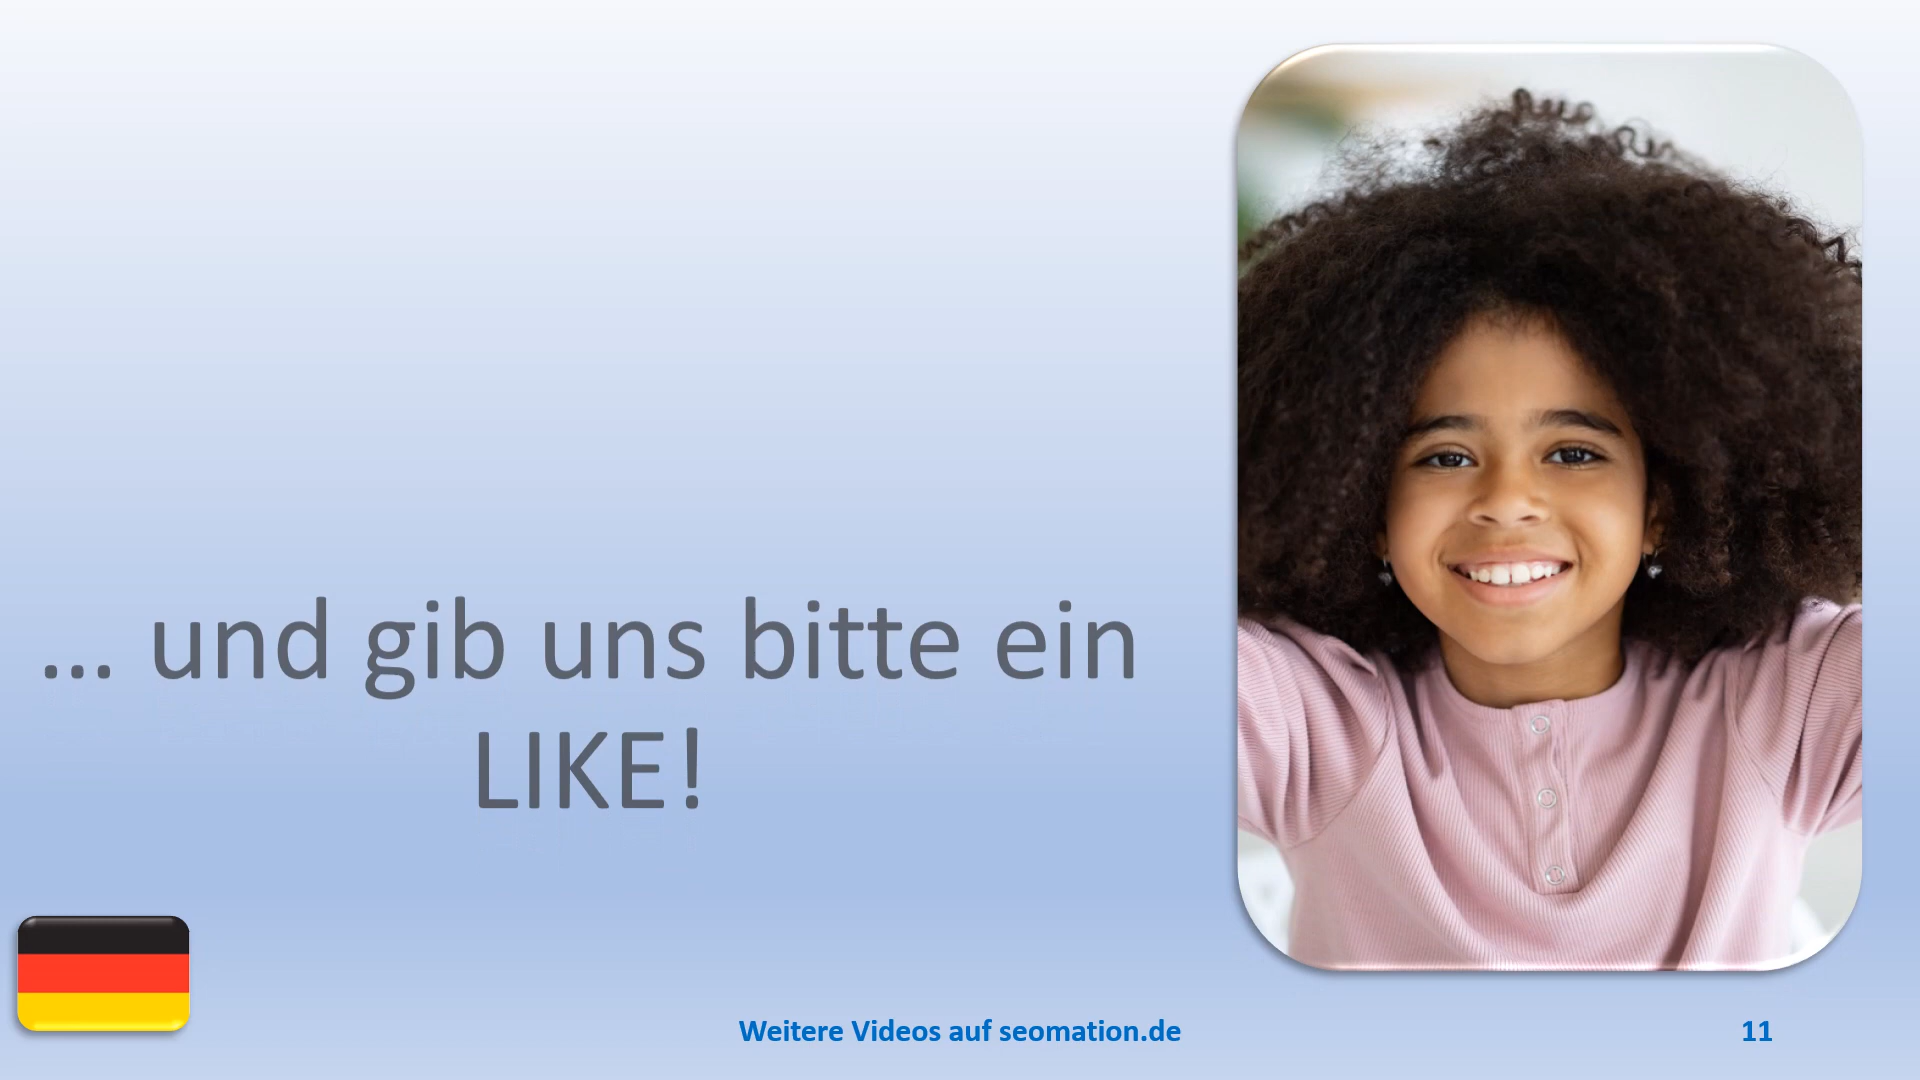 ... und gib uns bitte ein
LIKE!
Weitere Videos auf seomation.de
11